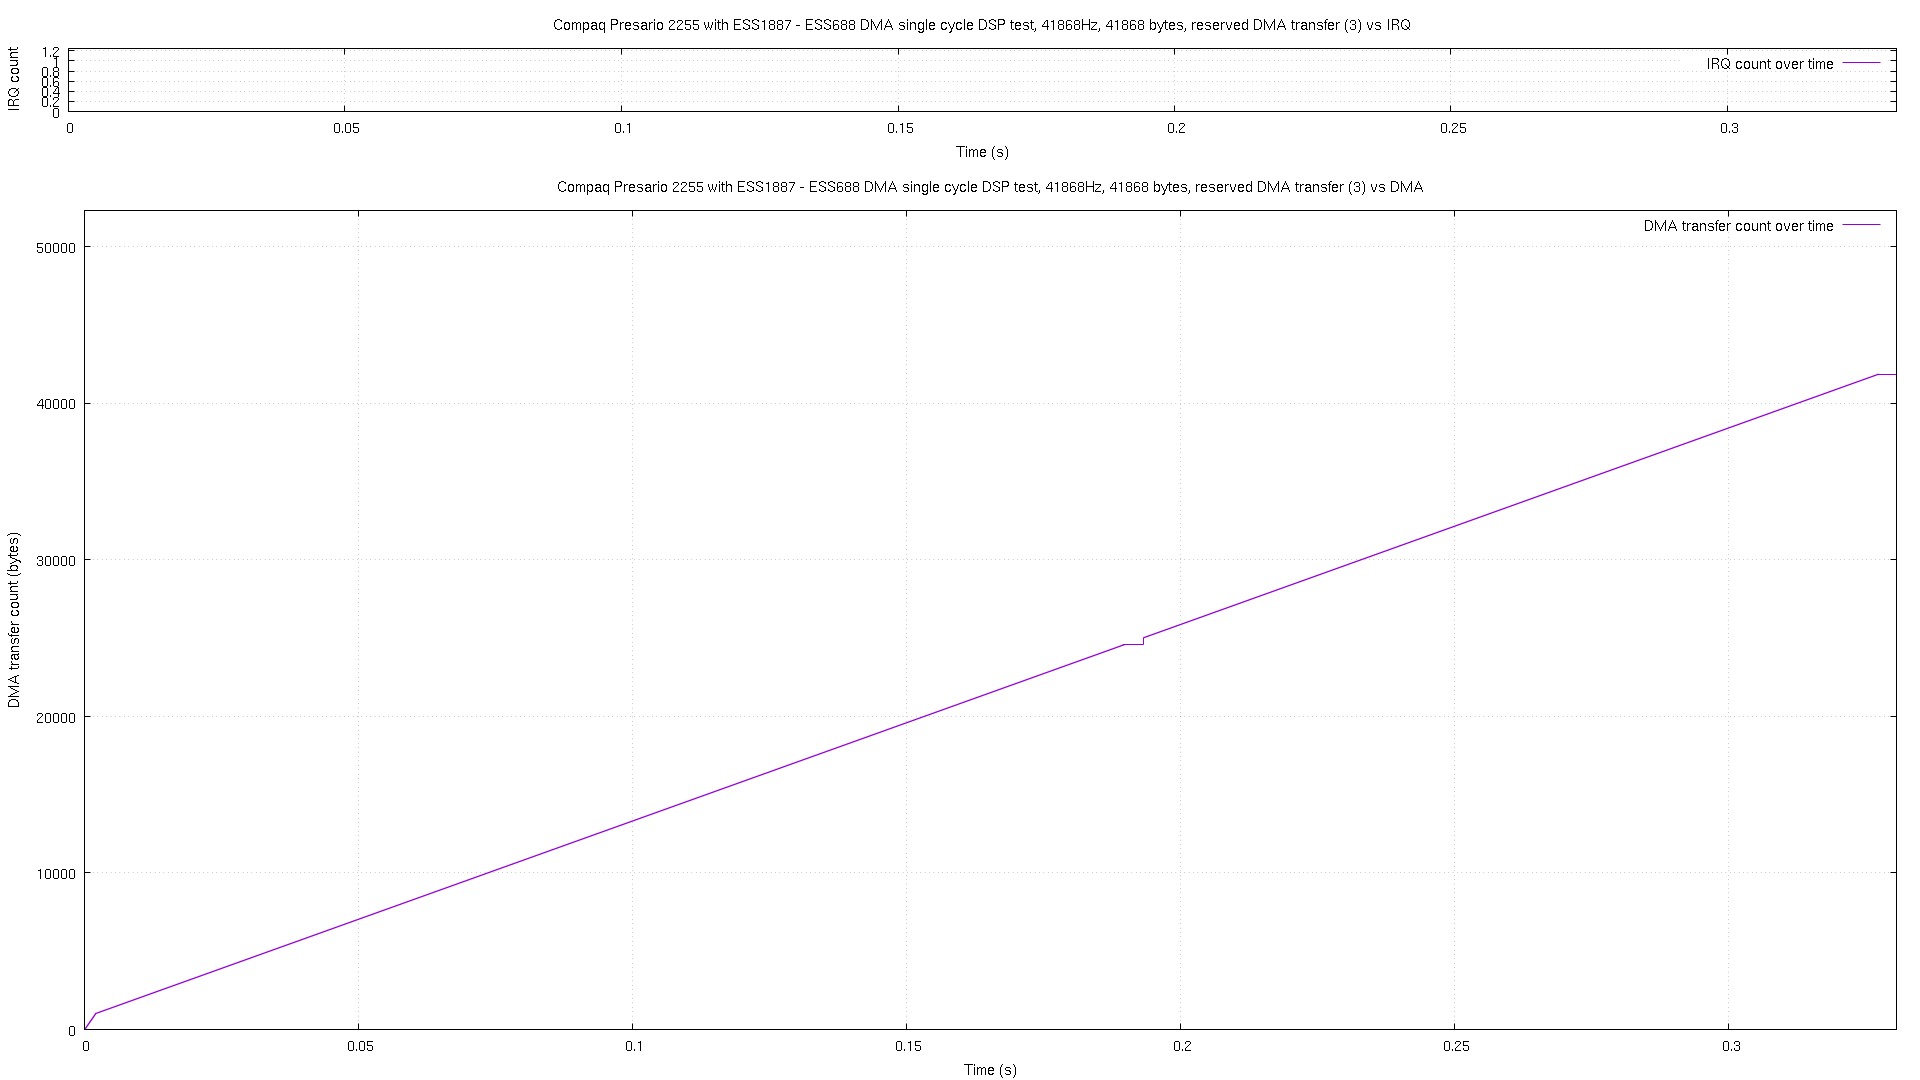 Compaq Presario 2255 with ESS1887 - ESS688 DMA single cycle DSP test, 41868Hz, 41868 bytes, reserved DMA transfer (3) vs IRQ
IRQ count
1.2
1
0.8
0.6
0.4
0.2
0
IRQ count over time
0 0.05 0.1 0.15 0.2 0.25 0.3
Time (s)
Compaq Presario 2255 with ESS1887 - ESS688 DMA single cycle DSP test, 41868Hz, 41868 bytes, reserved DMA transfer (3) vs DMA
DMA transfer count over time
DMA transfer count (bytes)
50000
40000
30000
20000
10000
0
0 0.05 0.1 0.15 0.2 0.25 0.3
Time (s)